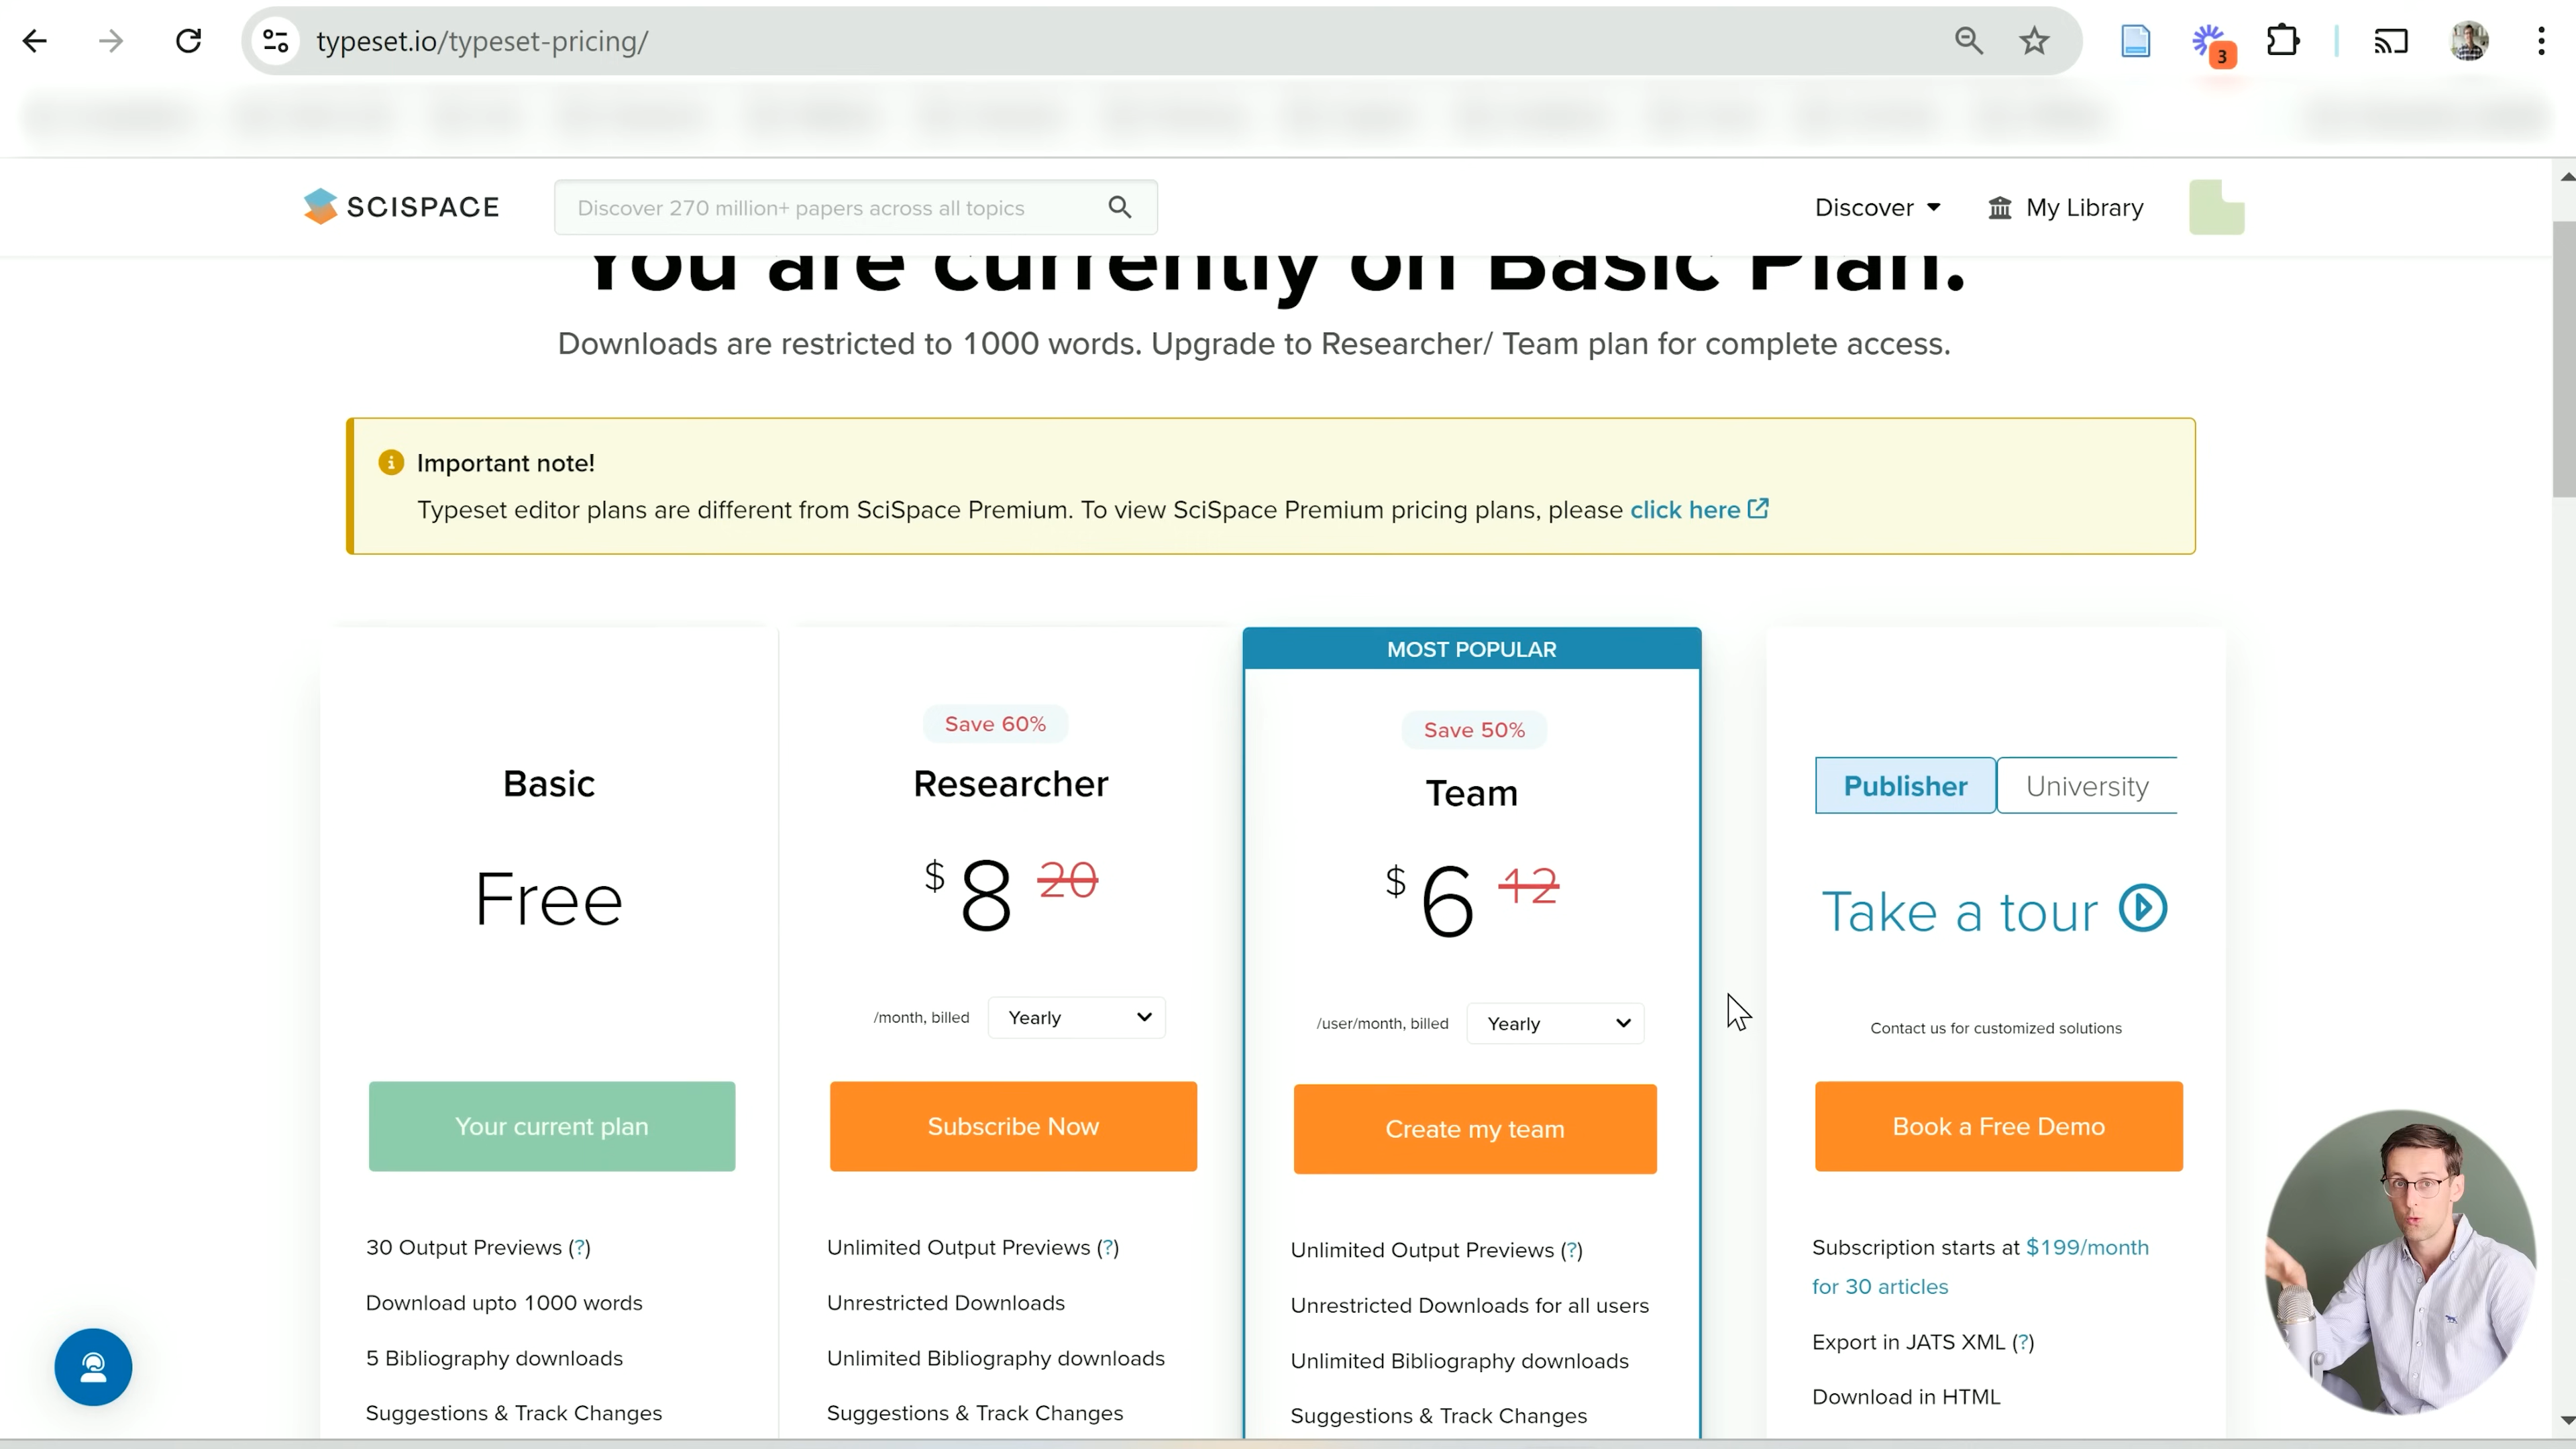 typeset.io/typeset-pricing/
3
SCISPACE
Discover 270 million+ papers across all topics
Discover
My Library
You are currently on Basic Plan.
Downloads are restricted to 1000 words. Upgrade to Researcher/ Team plan for complete access.
Important note!
Typeset editor plans are different from SciSpace Premium. To view SciSpace Premium pricing plans, please click here
Basic
Free
Your current plan
30 Output Previews (?)
Download upto 1000 words
5 Bibliography downloads
Suggestions & Track Changes
Save 60%
Researcher
$ 8 20
/month, billed Yearly
Subscribe Now
Unlimited Output Previews (?)
Unrestricted Downloads
Unlimited Bibliography downloads
Suggestions & Track Changes
MOST POPULAR
Save 50%
Team
$ 6 12
/user/month, billed Yearly
Create my team
Unlimited Output Previews (?)
Unrestricted Downloads for all users
Unlimited Bibliography downloads
Suggestions & Track Changes
Publisher University
Take a tour
Contact us for customized solutions
Book a Free Demo
Subscription starts at $199/month
for 30 articles
Export in JATS XML (?)
Download in HTML